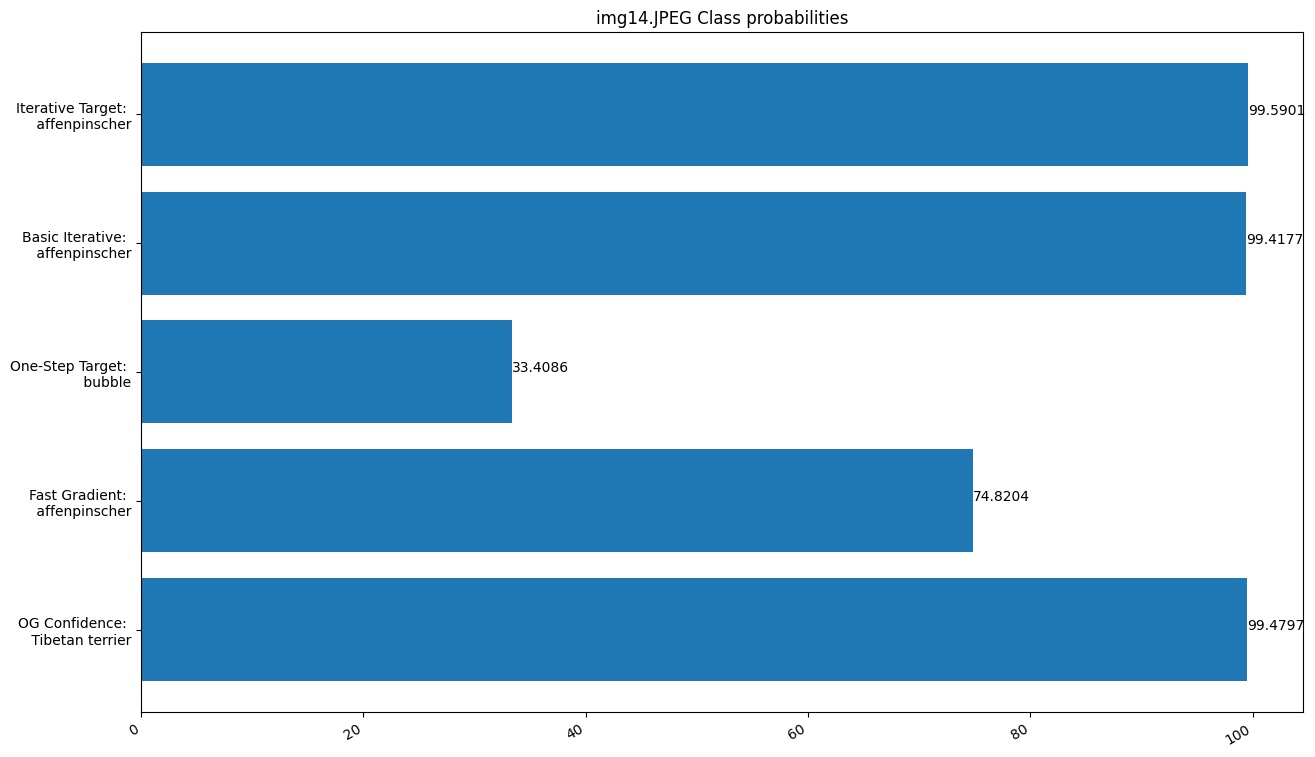 img14.JPEG Class probabilities
Iterative Target:
affenpinscher
99.5901
Basic Iterative:
affenpinscher
99.4177
One-Step Target:
bubble
33.4086
Fast Gradient:
affenpinscher
74.8204
OG Confidence:
Tibetan terrier
99.4797
0
20
40
60
80
100